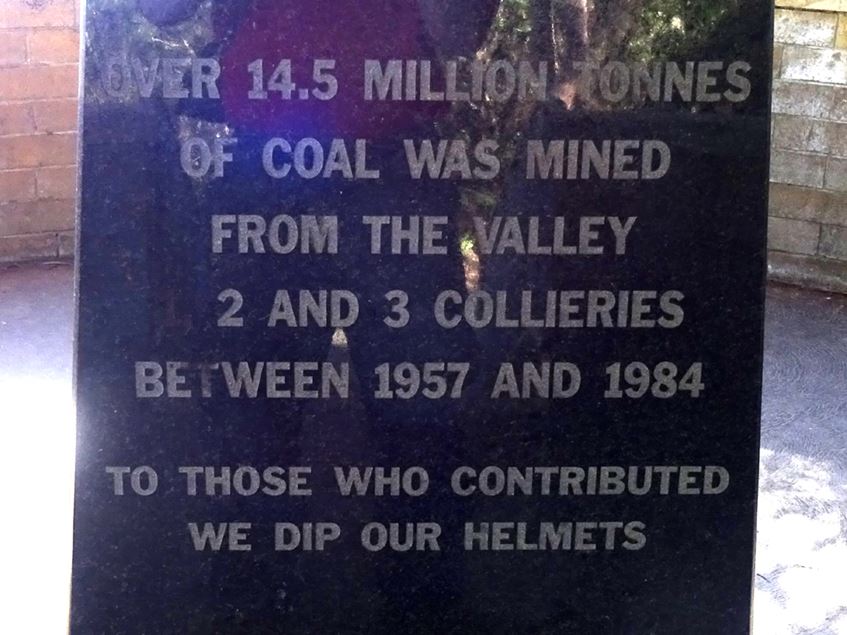 OVER 14.5 MILLION TONNES
OF COAL WAS MINED
FROM THE VALLEY
1, 2 AND 3 COLLIERIES
BETWEEN 1957 AND 1984
TO THOSE WHO CONTRIBUTED
WE DIP OUR HELMETS